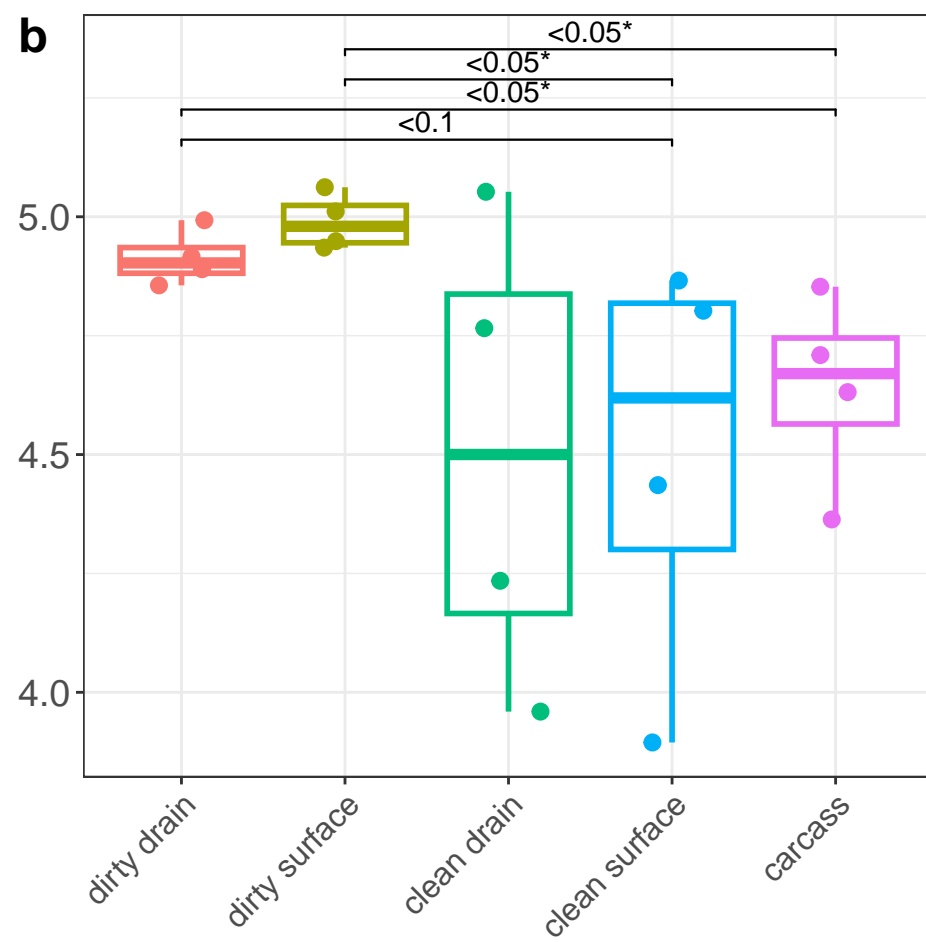 b
<0.05*
<0.05*
<0.05*
<0.1
5.0
4.5
4.0
dirty drain
dirty surface
clean drain
clean surface
carcass